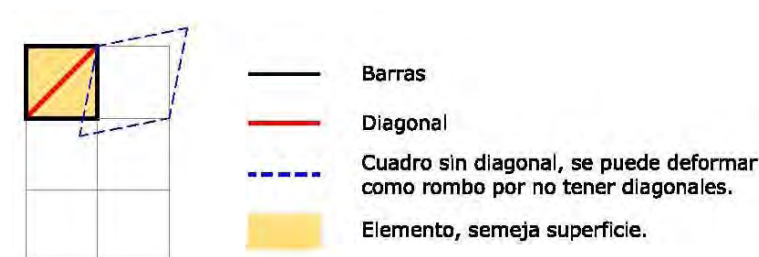 Barras
Diagonal
Cuadro sin diagonal, se puede deformar
como rombo por no tener diagonales.
Elemento, semeja superficie.